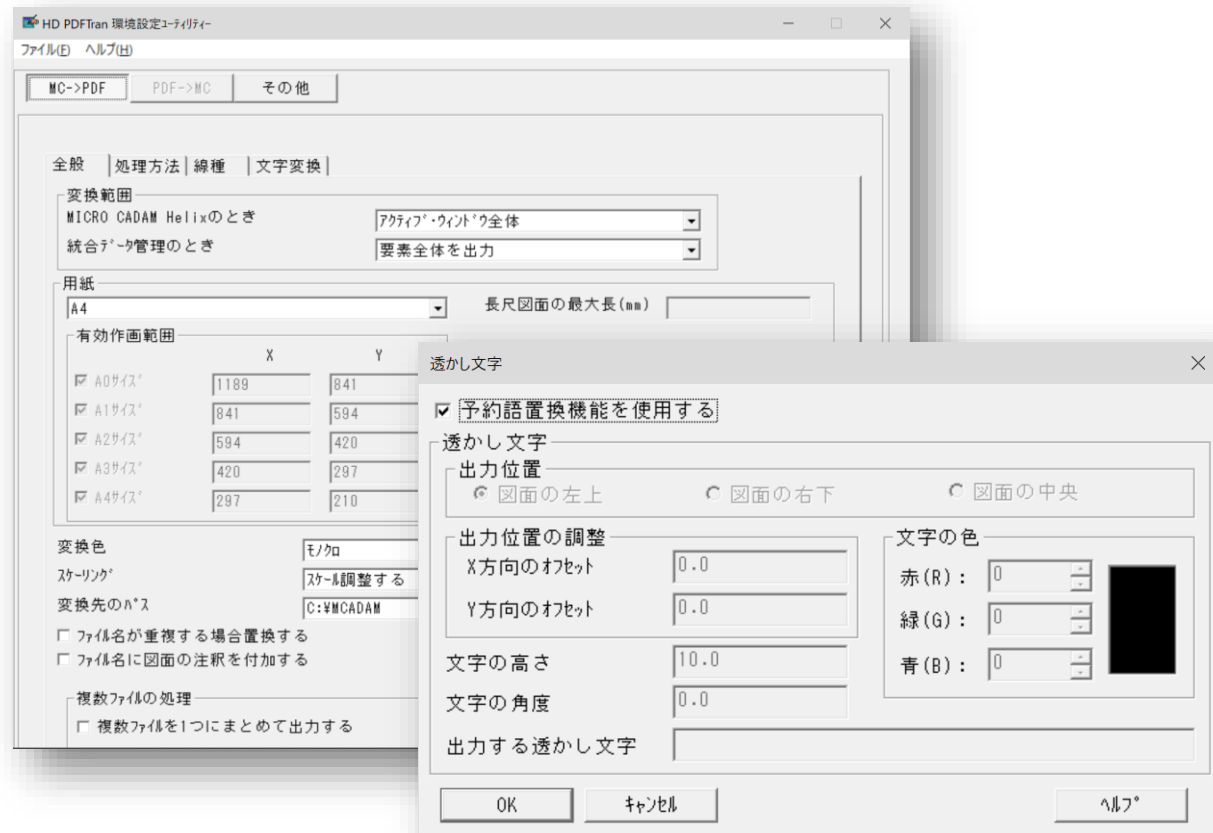 HD PDFTran 環境設定ﾕｰﾃｨﾘﾃｨｰ
ﾌｧｲﾙ(F) ﾍﾙﾌﾟ(H)
MC->PDF PDF->MC その他
全般 処理方法 線種 文字変換
変換範囲
MICRO CADAM Helixのとき ｱｸﾃｨﾌﾞ･ｳｨﾝﾄﾞｳ全体
統合ﾃﾞｰﾀ管理のとき 要素全体を出力
用紙
A4 長尺図面の最大長(mm)
有効作画範囲
X Y
A0ｻｲｽﾞ 1189 841
A1ｻｲｽﾞ 841 594
A2ｻｲｽﾞ 594 420
A3ｻｲｽﾞ 420 297
A4ｻｲｽﾞ 297 210
変換色 ﾓﾉｸﾛ
ｽｹｰﾘﾝｸﾞ ｽｹｰﾙ調整する
変換先のﾊﾟｽ C:¥MCADAM
ﾌｧｲﾙ名が重複する場合置換する
ﾌｧｲﾙ名に図面の注釈を付加する
複数ﾌｧｲﾙの処理
複数ﾌｧｲﾙを1つにまとめて出力する
透かし文字
予約語置換機能を使用する
透かし文字
出力位置
図面の左上 図面の右下 図面の中央
出力位置の調整
X方向のｵﾌｾｯﾄ 0.0
Y方向のｵﾌｾｯﾄ 0.0
文字の色
赤(R): 0
緑(G): 0
青(B): 0
文字の高さ 10.0
文字の角度 0.0
出力する透かし文字
OK ｷｬﾝｾﾙ ﾍﾙﾌﾟ